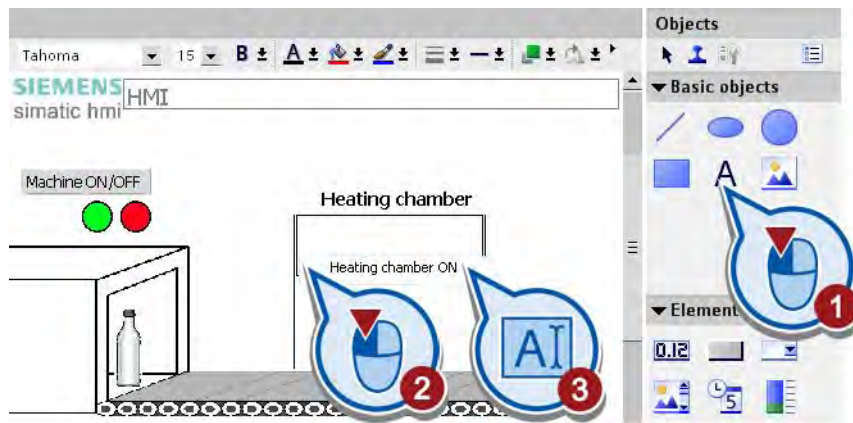 Objects
Tahoma 15 B A
SIEMENS
simatic hmi
HMI
Basic objects
A
Machine ON/OFF
Heating chamber
Heating chamber ON
1
Element
0.12
2
A
3
5